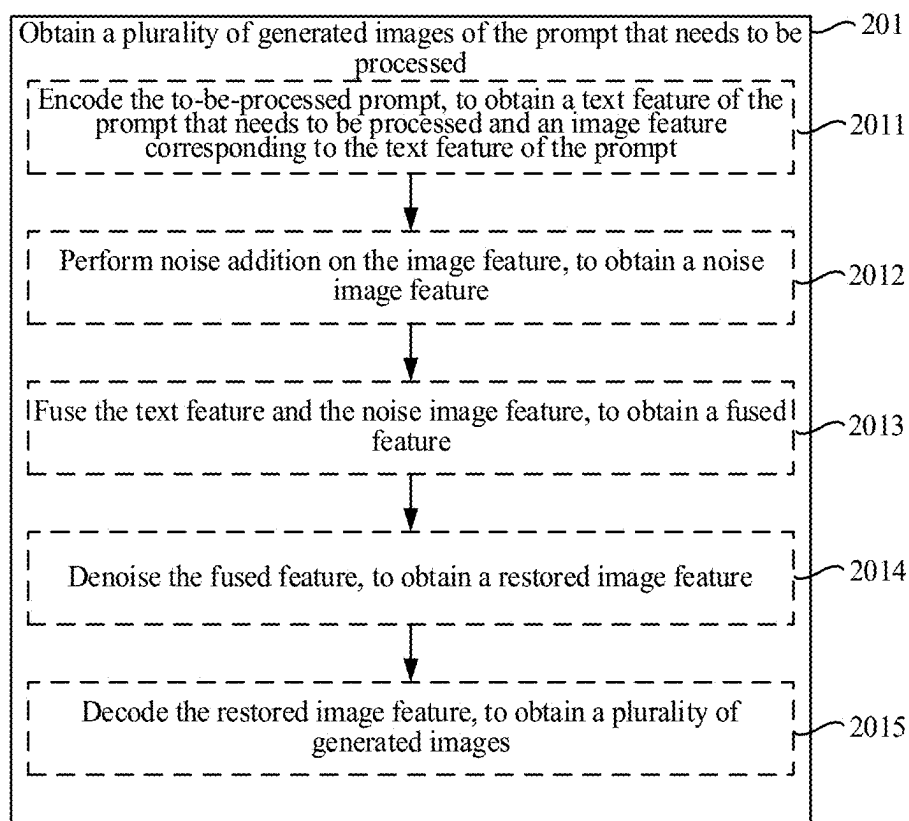 Obtain a plurality of generated images of the prompt that needs to be
processed
201
Encode the to-be-processed prompt, to obtain a text feature of the
prompt that needs to be processed and an image feature
corresponding to the text feature of the prompt
2011
Perform noise addition on the image feature, to obtain a noise
image feature
2012
Fuse the text feature and the noise image feature, to obtain a fused
feature
2013
Denoise the fused feature, to obtain a restored image feature
2014
Decode the restored image feature, to obtain a plurality of
generated images
2015